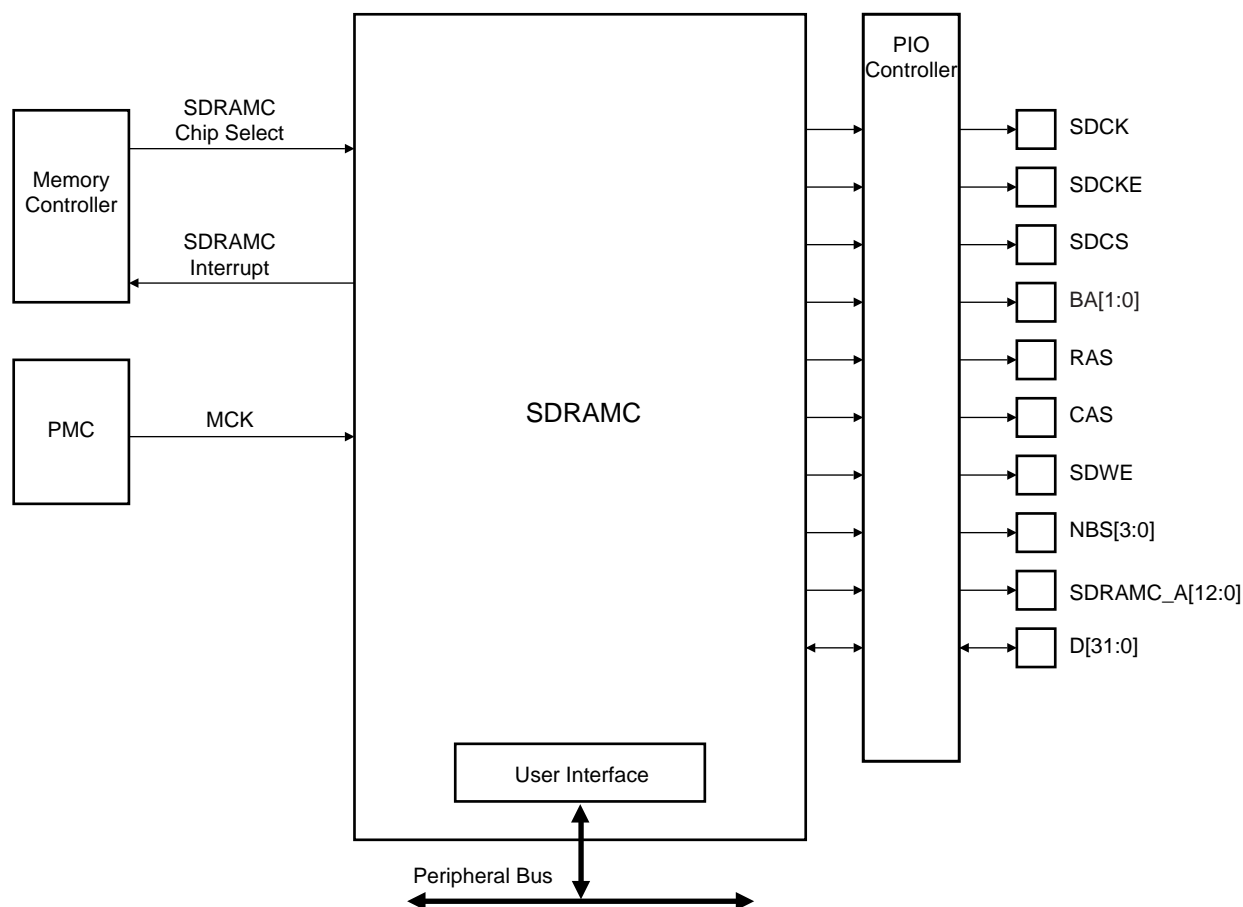 PIO
Controller
SDRAMC
Chip Select
Memory
Controller
SDRAMC
Interrupt
PMC
MCK
SDRAMC
SDCK
SDCKE
SDCS
BA[1:0]
RAS
CAS
SDWE
NBS[3:0]
SDRAMC_A[12:0]
D[31:0]
User Interface
Peripheral Bus